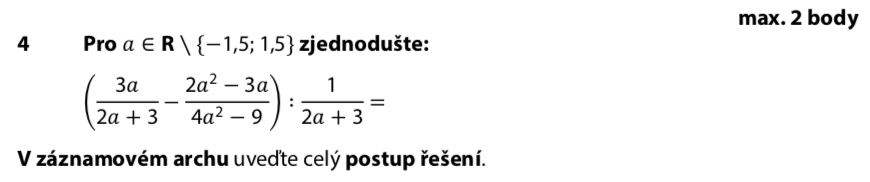 max. 2 body
4 Pro a ∈ R \ {−1,5; 1,5} zjednodušte:
(3a/(2a + 3) − (2a² − 3a)/(4a² − 9)) : 1/(2a + 3) =
V záznamovém archu uveďte celý postup řešení.